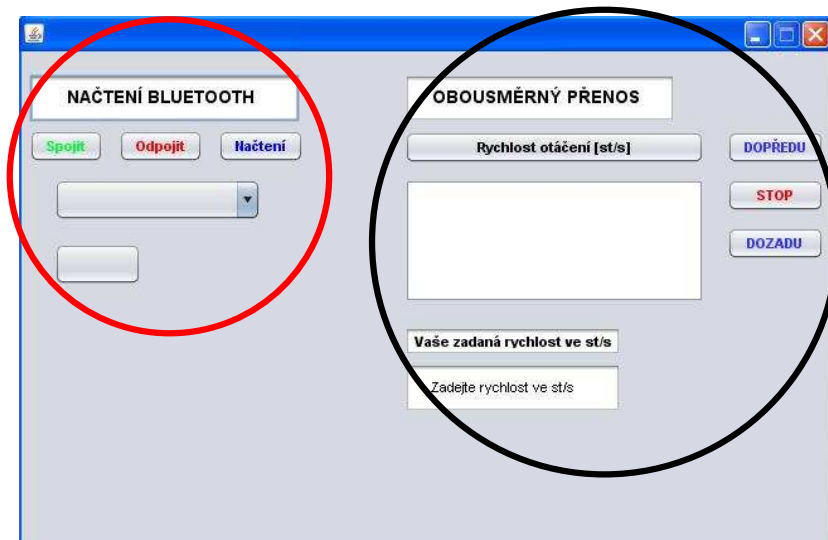 NAČTENÍ BLUETOOTH
Spojit Odpojit Načtení
OBOUSMĚRNÝ PŘENOS
Rychlost otáčení [st/s]
DOPŘEDU
STOP
DOZADU
Vaše zadaná rychlost ve st/s
Zadejte rychlost ve st/s